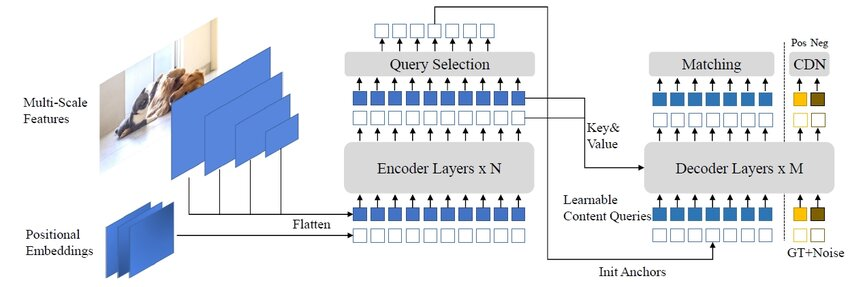 Multi-Scale
Features
Positional
Embeddings
Flatten
Query Selection
Encoder Layers x N
Key&
Value
Learnable
Content Queries
Init Anchors
Matching
Decoder Layers x M
Pos Neg
CDN
GT+Noise